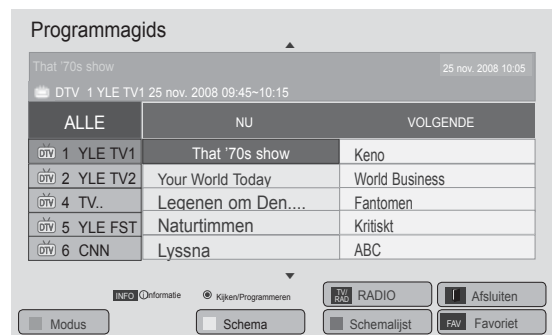 Programmagids
That '70s show 25 nov. 2008 10:05
DTV 1 YLE TV1 25 nov. 2008 09:45~10:15
ALLE NU VOLGENDE
DTV 1 YLE TV1 That '70s show Keno
DTV 2 YLE TV2 Your World Today World Business
DTV 4 TV.. Legenen om Den.... Fantomen
DTV 5 YLE FST Naturtimmen Kritiskt
DTV 6 CNN Lyssna ABC
INFO ⓘInformatie Kijken/Programmeren TV/RAD RADIO Afsluiten
Modus Schema Schemalijst FAV Favoriet